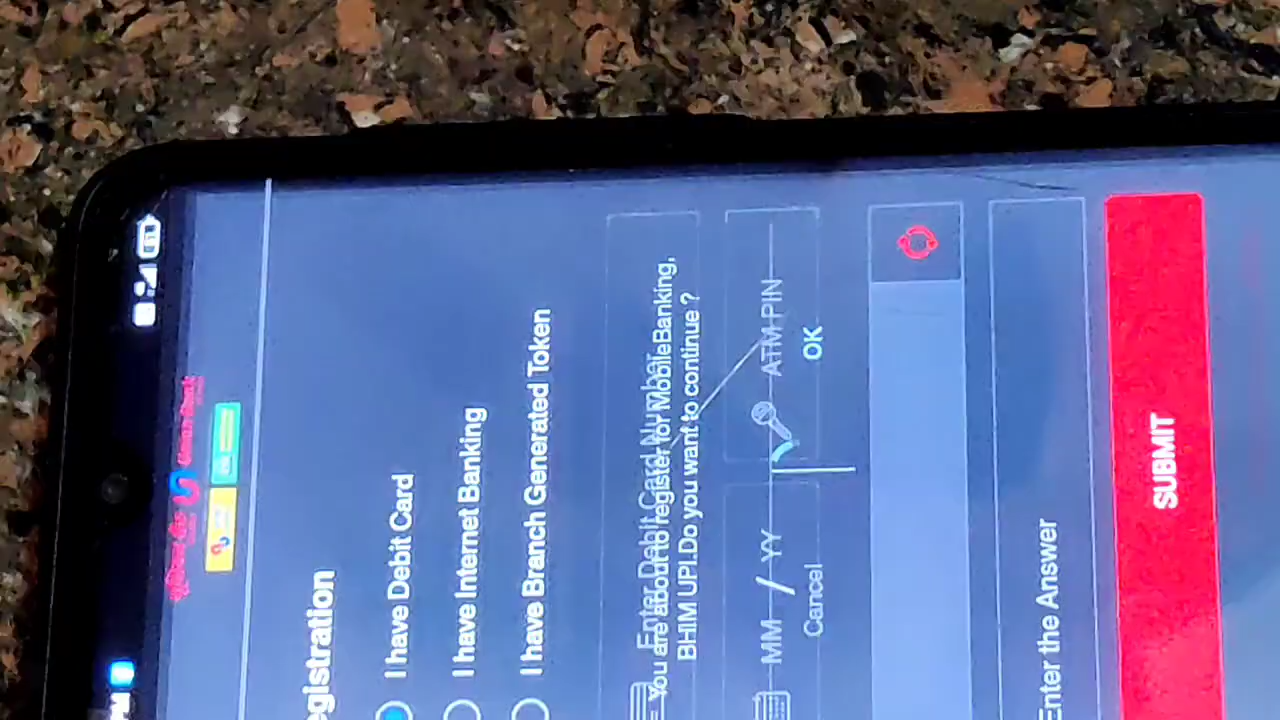 egistration
I have Debit Card
I have Internet Banking
I have Branch Generated Token
Enter Debit Card Number
You are about to register for MobileBanking,
BHIM UPI.Do you want to continue ?
MM / YY
ATM PIN
Cancel
OK
Enter the Answer
SUBMIT